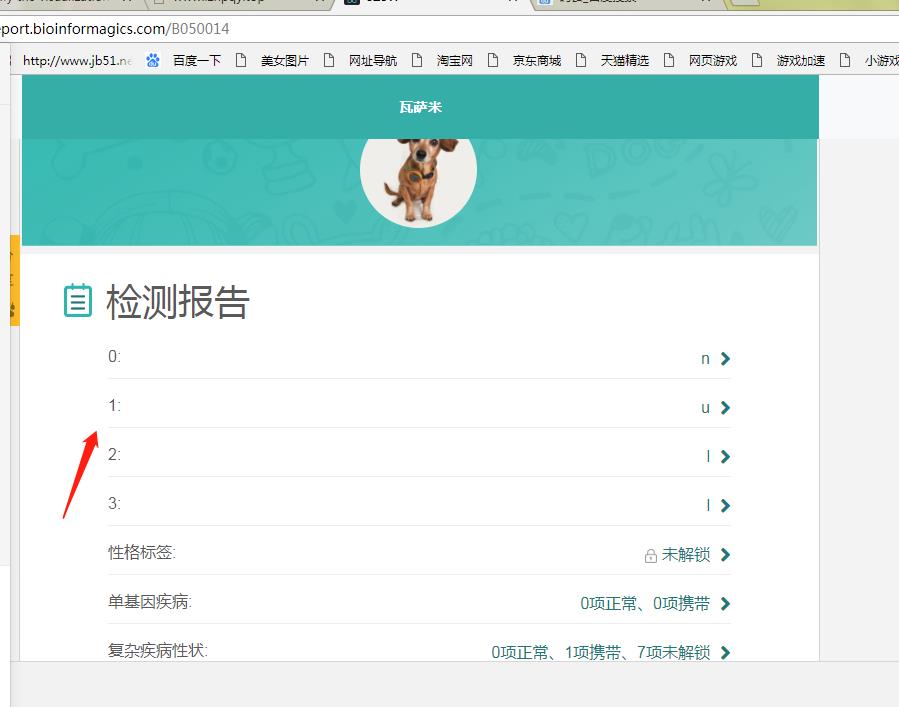 port.bioinformagics.com/B050014
http://www.jb51.ne 百度一下 美女图片 网址导航 淘宝网 京东商城 天猫精选 网页游戏 游戏加速 小游戏
瓦萨米
检测报告
0: n
1: u
2: l
3: l
性格标签: 未解锁
单基因疾病: 0项正常、0项携带
复杂疾病性状: 0项正常、1项携带、7项未解锁